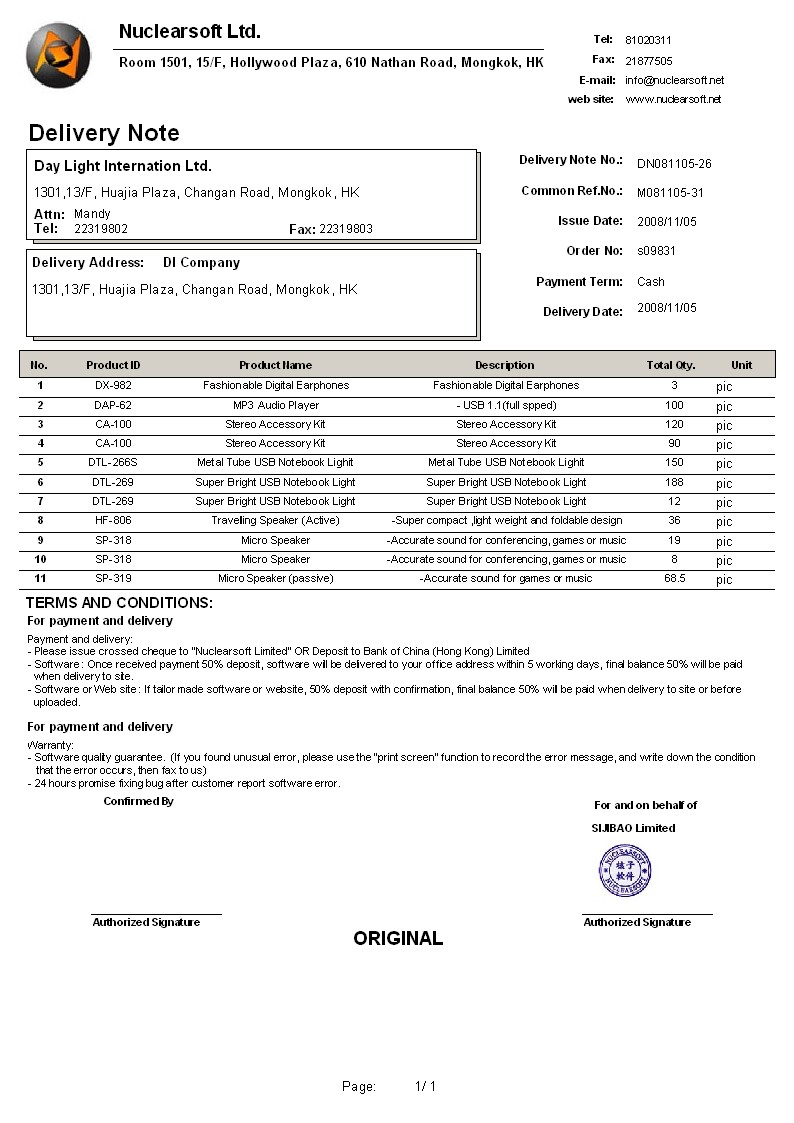 Nuclearsoft Ltd.
Room 1501, 15/F, Hollywood Plaza, 610 Nathan Road, Mongkok, HK
Tel: 81020311
Fax: 21877505
E-mail: info@nuclearsoft.net
web site: www.nuclearsoft.net
Delivery Note
Day Light Internation Ltd.
1301,13/F, Huajia Plaza, Changan Road, Mongkok, HK
Attn: Mandy
Tel: 22319802 Fax: 22319803
Delivery Address: DI Company
1301,13/F, Huajia Plaza, Changan Road, Mongkok, HK
Delivery Note No.: DN081105-26
Common Ref.No.: M081105-31
Issue Date: 2008/11/05
Order No: s09831
Payment Term: Cash
Delivery Date: 2008/11/05
No. Product ID Product Name Description Total Qty. Unit
1 DX-982 Fashionable Digital Earphones Fashionable Digital Earphones 3 pic
2 DAP-62 MP3 Audio Player - USB 1.1(full spped) 100 pic
3 CA-100 Stereo Accessory Kit Stereo Accessory Kit 120 pic
4 CA-100 Stereo Accessory Kit Stereo Accessory Kit 90 pic
5 DTL-266S Metal Tube USB Notebook Lighit Metal Tube USB Notebook Lighit 150 pic
6 DTL-269 Super Bright USB Notebook Light Super Bright USB Notebook Light 188 pic
7 DTL-269 Super Bright USB Notebook Light Super Bright USB Notebook Light 12 pic
8 HF-806 Traveling Speaker (Active) -Super compact ,light weight and foldable design 36 pic
9 SP-318 Micro Speaker -Accurate sound for conferencing, games or music 19 pic
10 SP-318 Micro Speaker -Accurate sound for conferencing, games or music 8 pic
11 SP-319 Micro Speaker (passive) -Accurate sound for games or music 68.5 pic
TERMS AND CONDITIONS:
For payment and delivery
Payment and delivery:
- Please issue crossed cheque to "Nuclearsoft Limited" OR Deposit to Bank of China (Hong Kong) Limited
- Software: Once received payment 50% deposit, software will be delivered to your office address within 5 working days, final balance 50% will be paid
when delivery to site.
- Software or Web site: If tailor made software or website, 50% deposit with confirmation, final balance 50% will be paid when delivery to site or before
uploaded.
For payment and delivery
Warranty:
- Software quality guarantee. (If you found unusual error, please use the "print screen" function to record the error message, and write down the condition
that the error occurs, then fax to us)
- 24 hours promise fixing bug after customer report software error.
Confirmed By
For and on behalf of
SIJIBAO Limited
NUCLEARSOFT
核子
軟件
NUCLEARSOFT
Authorized Signature
Authorized Signature
ORIGINAL
Page: 1/ 1